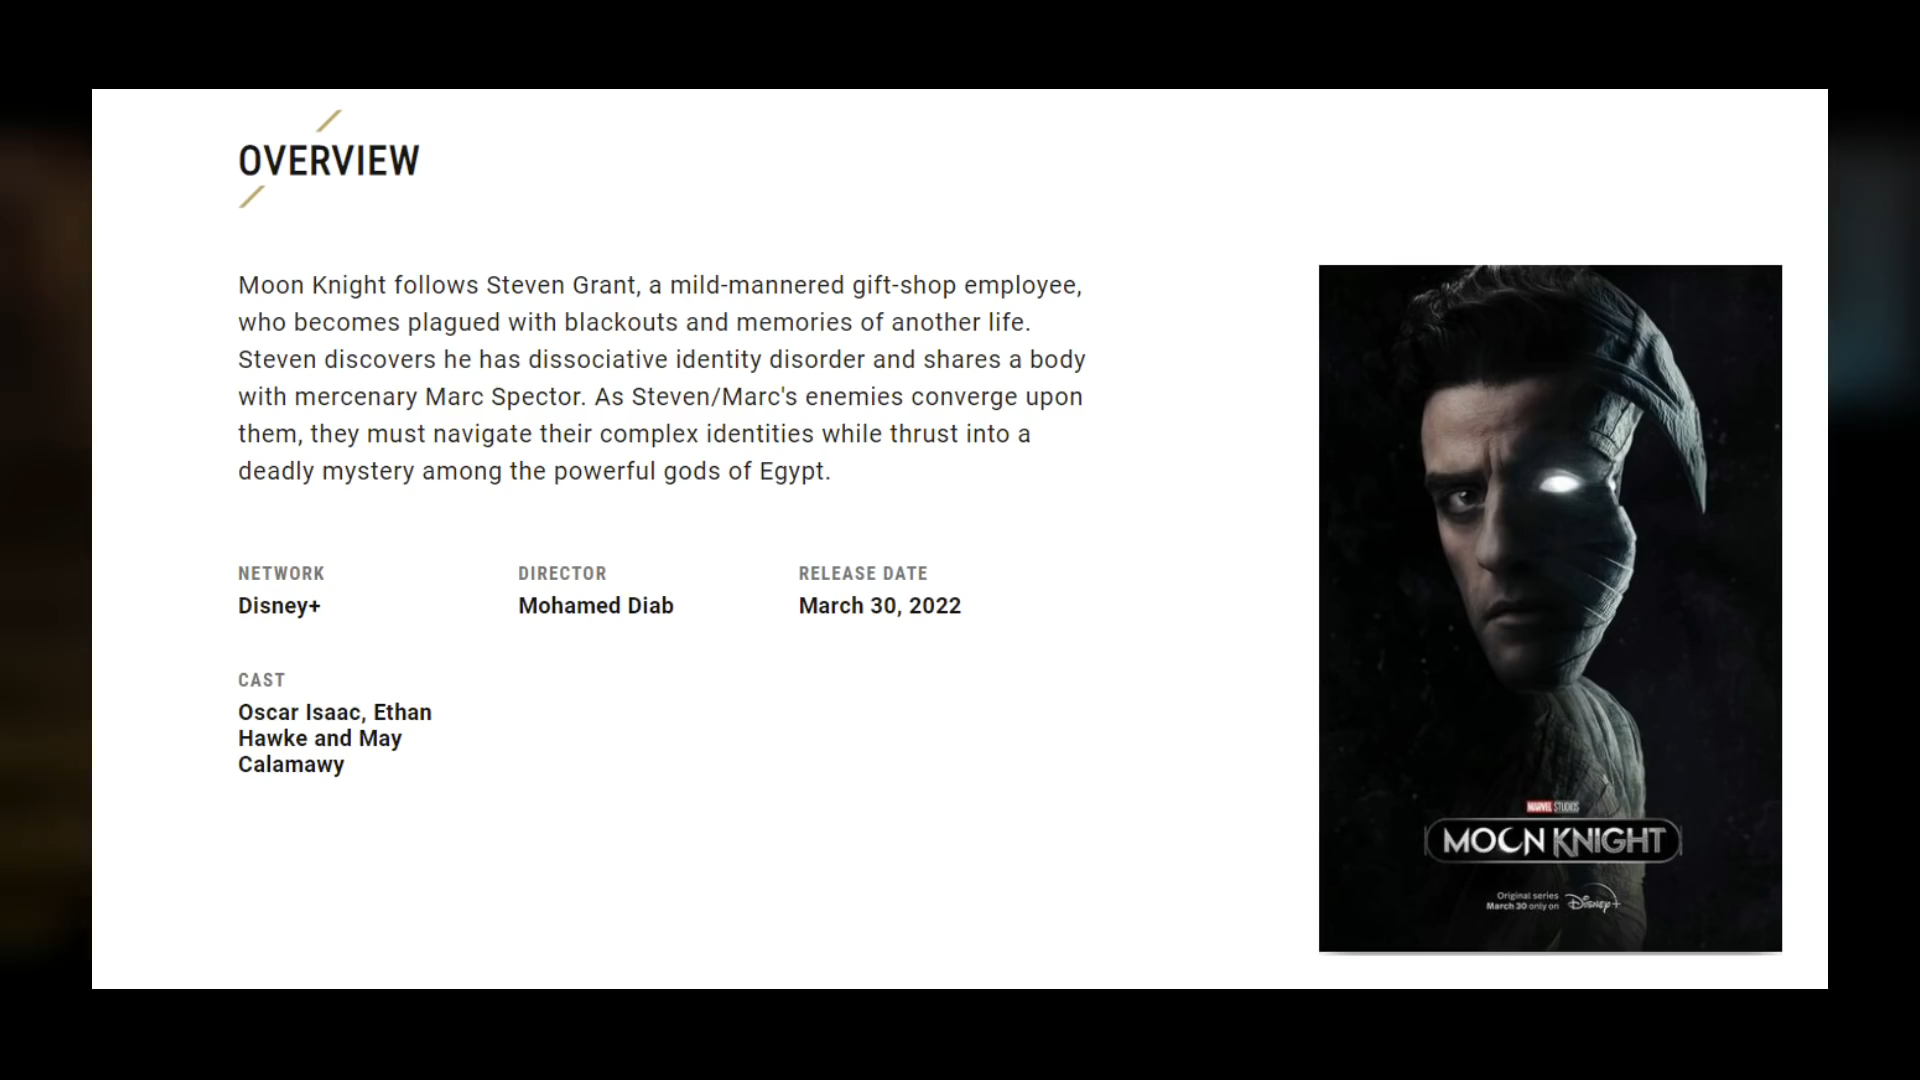 OVERVIEW
Moon Knight follows Steven Grant, a mild-mannered gift-shop employee,
who becomes plagued with blackouts and memories of another life.
Steven discovers he has dissociative identity disorder and shares a body
with mercenary Marc Spector. As Steven/Marc's enemies converge upon
them, they must navigate their complex identities while thrust into a
deadly mystery among the powerful gods of Egypt.
NETWORK
Disney+
DIRECTOR
Mohamed Diab
RELEASE DATE
March 30, 2022
CAST
Oscar Isaac, Ethan
Hawke and May
Calamawy
MARVEL STUDIOS
MOON KNIGHT
Original series
March 30 only on
Disney+